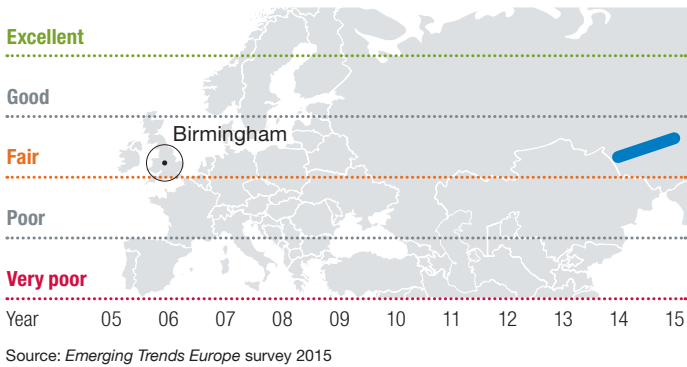 Excellent
Good
Birmingham
Fair
Poor
Very poor
Year 05 06 07 08 09 10 11 12 13 14 15
Source: Emerging Trends Europe survey 2015